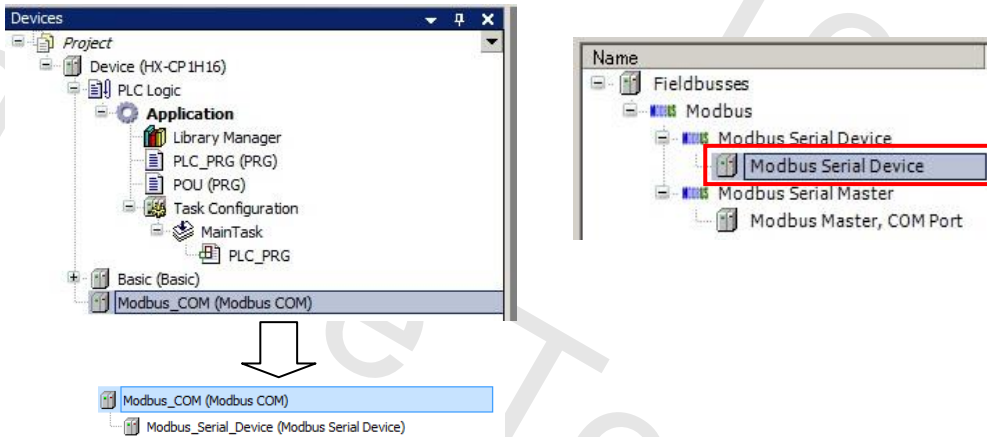 Devices
Project
Device (HX-CP1H16)
PLC Logic
Application
Library Manager
PLC_PRG (PRG)
POU (PRG)
Task Configuration
MainTask
PLC_PRG
Basic (Basic)
Modbus_COM (Modbus COM)
Modbus_COM (Modbus COM)
Modbus_Serial_Device (Modbus Serial Device)
Name
Fieldbusses
Modbus
Modbus Serial Device
Modbus Serial Device
Modbus Serial Master
Modbus Master, COM Port